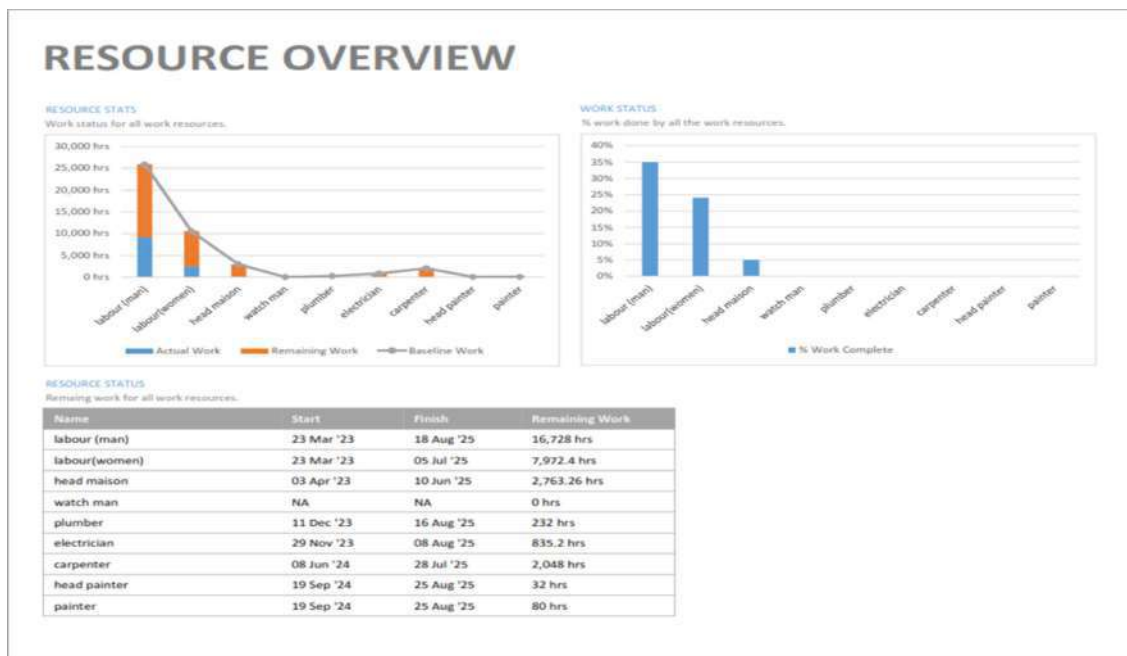 RESOURCE OVERVIEW
RESOURCE STATS
Work status for all work resources.
30,000 hrs
25,000 hrs
20,000 hrs
15,000 hrs
10,000 hrs
5,000 hrs
0 hrs
labour (man)
labour(women)
head maison
watch man
plumber
electrician
carpenter
head painter
painter
Actual Work Remaining Work Baseline Work
WORK STATUS
% work done by all the work resources.
40%
35%
30%
25%
20%
15%
10%
5%
0%
labour (man)
labour(women)
head maison
watch man
plumber
electrician
carpenter
head painter
painter
% Work Complete
RESOURCE STATUS
Remaing work for all work resources.
Name Start Finish Remaining Work
labour (man) 23 Mar '23 18 Aug '25 16,728 hrs
labour(women) 23 Mar '23 05 Jul '25 7,972.4 hrs
head maison 03 Apr '23 10 Jun '25 2,763.26 hrs
watch man NA NA 0 hrs
plumber 11 Dec '23 16 Aug '25 232 hrs
electrician 29 Nov '23 08 Aug '25 835.2 hrs
carpenter 08 Jun '24 28 Jul '25 2,048 hrs
head painter 19 Sep '24 25 Aug '25 32 hrs
painter 19 Sep '24 25 Aug '25 80 hrs